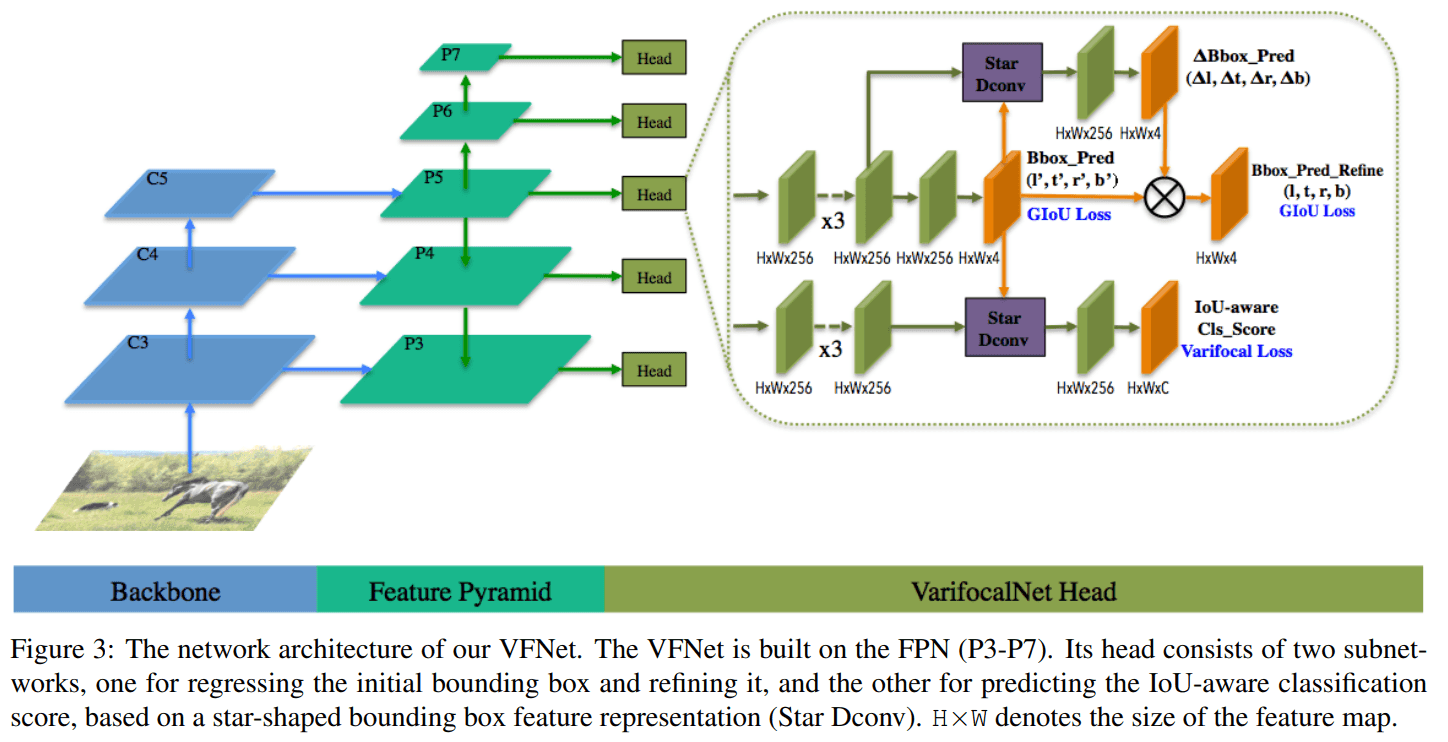 P7
Head
P6
Head
C5
P5
Head
C4
P4
Head
C3
P3
Head
Star
Dconv
ΔBbox_Pred
(Δl, Δt, Δr, Δb)
HxWx256
HxWx4
Bbox_Pred
(l’, t’, r’, b’)
GIoU Loss
Bbox_Pred_Refine
(l, t, r, b)
GIoU Loss
x3
HxWx256
HxWx256
HxWx256
HxWx4
HxWx4
Star
Dconv
IoU-aware
Cls_Score
Varifocal Loss
x3
HxWx256
HxWx256
HxWx256
HxWxC
Backbone
Feature Pyramid
VarifocalNet Head
Figure 3: The network architecture of our VFNet. The VFNet is built on the FPN (P3-P7). Its head consists of two subnet-
works, one for regressing the initial bounding box and refining it, and the other for predicting the IoU-aware classification
score, based on a star-shaped bounding box feature representation (Star Dconv). H×W denotes the size of the feature map.